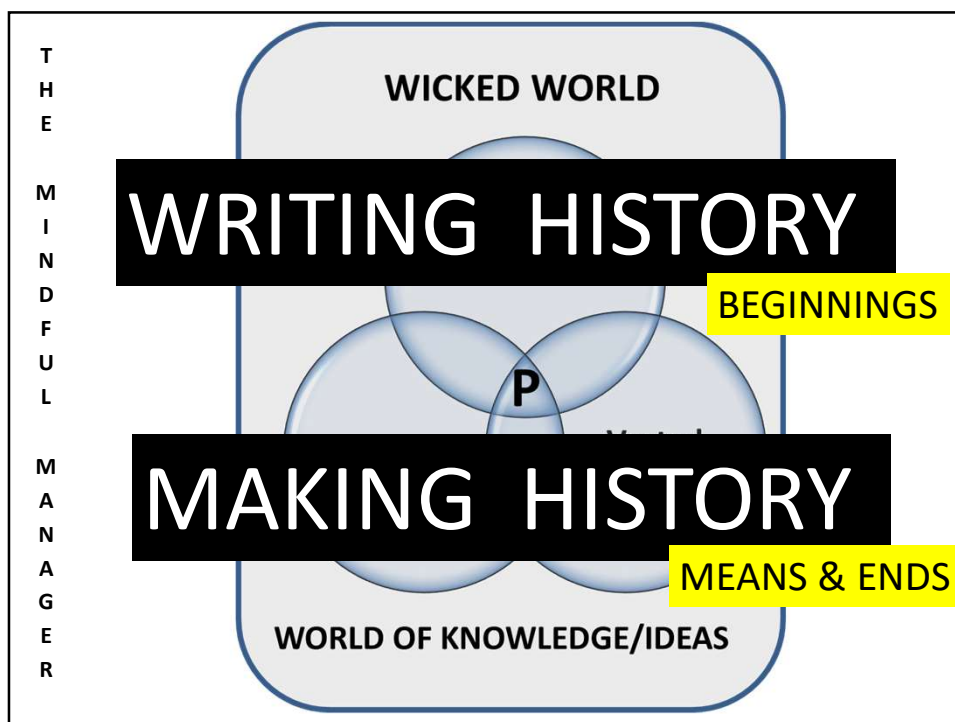 THE MINDFUL MANAGER
WICKED WORLD
WRITING HISTORY
BEGINNINGS
P
MAKING HISTORY
MEANS & ENDS
WORLD OF KNOWLEDGE/IDEAS